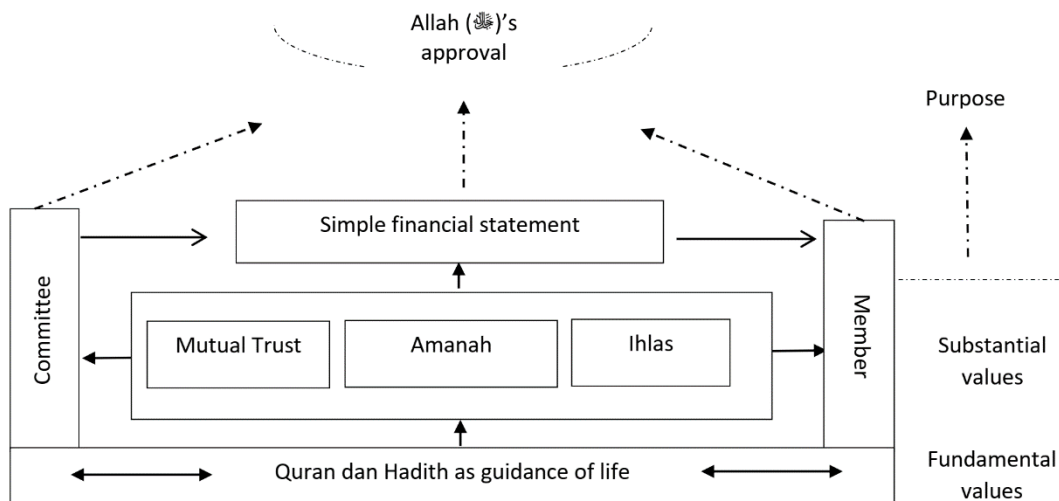 Allah (ﷻ)’s
approval
Purpose
Simple financial statement
Committee
Member
Mutual Trust
Amanah
Ihlas
Substantial
values
Quran dan Hadith as guidance of life
Fundamental
values